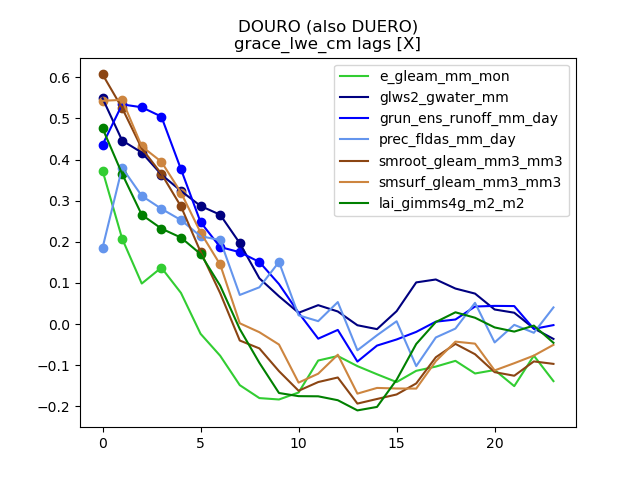 DOURO (also DUERO)
grace_lwe_cm lags [X]
e_gleam_mm_mon
glws2_gwater_mm
grun_ens_runoff_mm_day
prec_fldas_mm_day
smroot_gleam_mm3_mm3
smsurf_gleam_mm3_mm3
lai_gimms4g_m2_m2
0.6
0.5
0.4
0.3
0.2
0.1
0.0
−0.1
−0.2
0 5 10 15 20